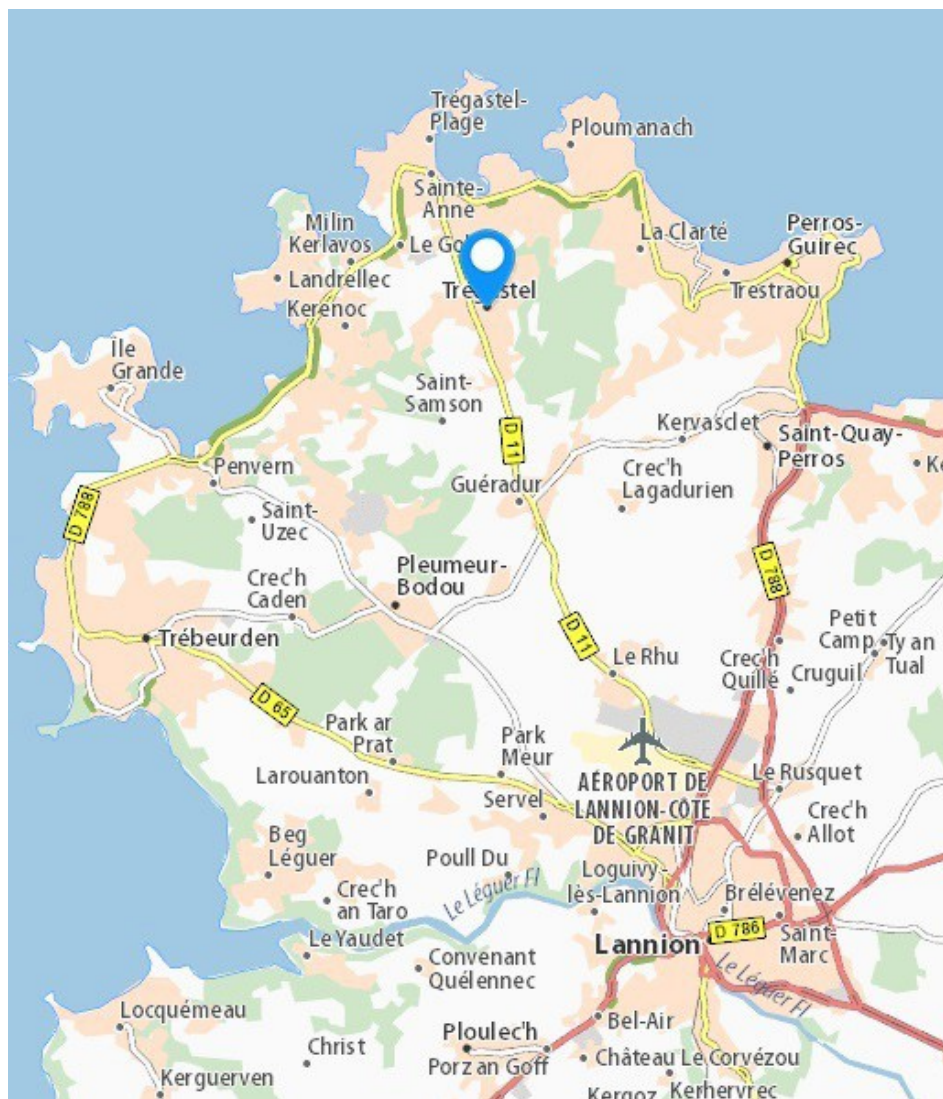 Trégastel-
Plage
Ploumanach
Sainte-
Anne
Milin
Kerlavos
La Clarté
Perros-
Guirec
Landrellec
Trégastel
Trestraou
Kerenoc
Île
Grande
Saint-
Samson
Kervasclet
Saint-Quay-
Perros
D 11
Penvern
Guéradur
Crec'h
Lagadurien
D 788
Saint-
Uzec
Pleumeur-
Bodou
D 788
Crec'h
Caden
Petit
Camp
Ty an
Tual
Trébeurden
D 11
Le Rhu
Crec'h
Quillé
Cruguil
D 65
Park ar
Prat
Park
Meur
Larouanton
Servel
AÉROPORT DE
LANNION-CÔTE
DE GRANIT
Le Rusquet
Crec'h
Allot
Beg
Léguer
Poull Du
Loguivy-
lès-Lannion
Crec'h
an Taro
Le Léguer Fl
Brélévenez
Le Yaudet
Lannion
D 786
Saint-
Marc
Convenant
Quélennec
Le Léguer Fl
Locquémeau
Bel-Air
Ploulec'h
Christ
Porz an Goff
Château
Le Corvézou
Kerguerven
Kergoz
Kerhervrec